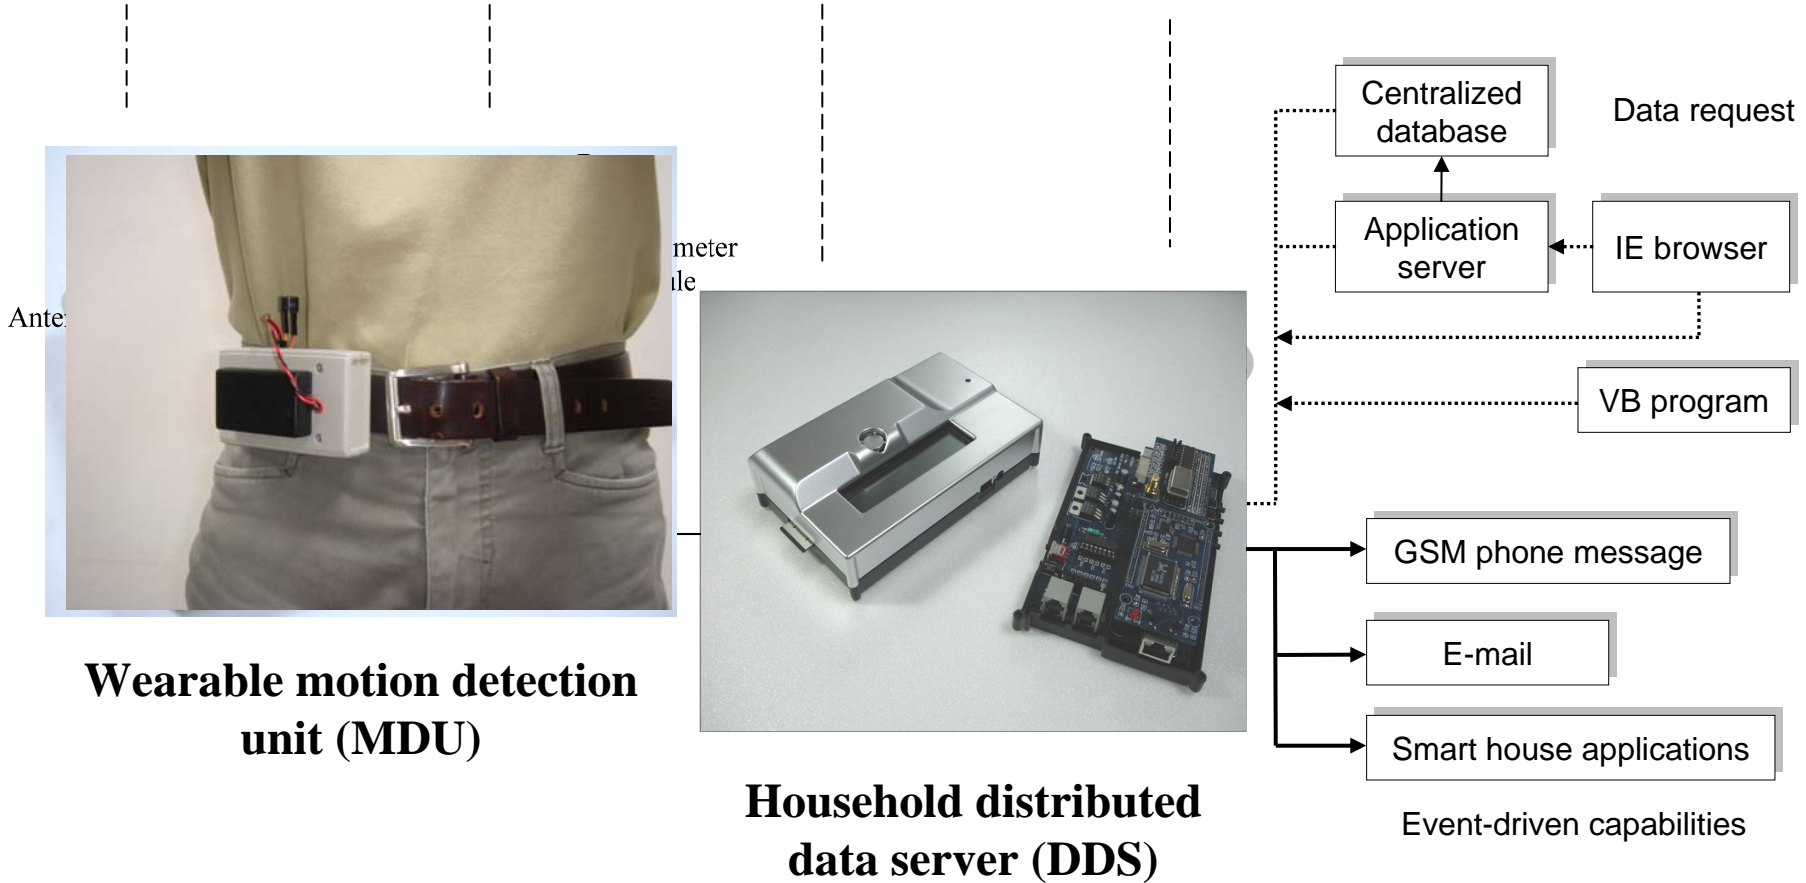 Centralized
database
Data request
Application
server
IE browser
VB program
GSM phone message
E-mail
Smart house applications
Event-driven capabilities
Wearable motion detection
unit (MDU)
Household distributed
data server (DDS)